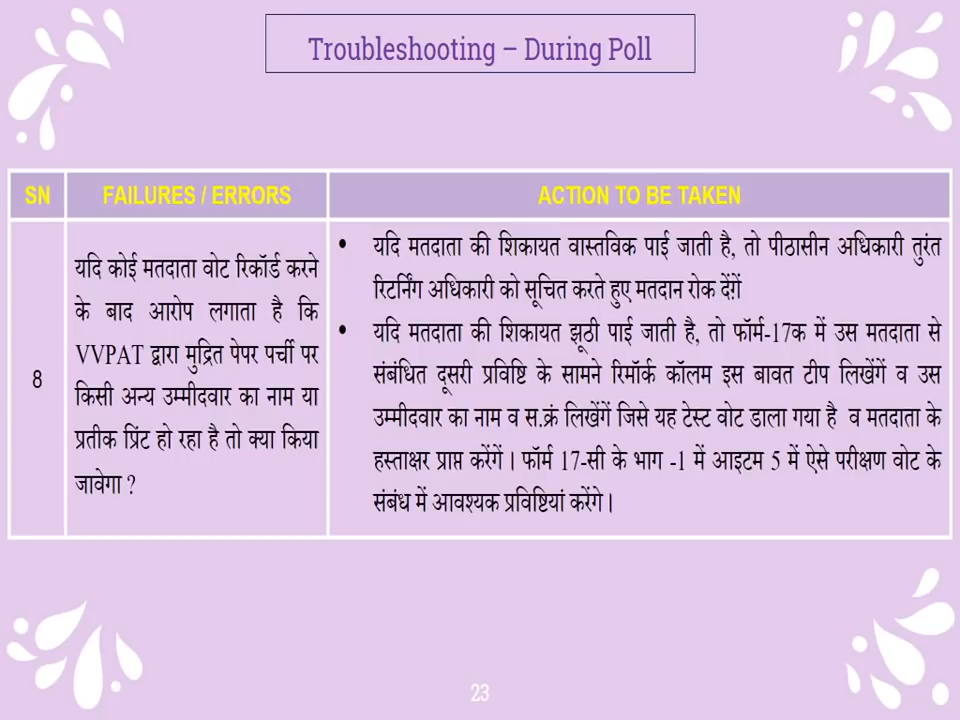 Troubleshooting – During Poll
SN
FAILURES / ERRORS
ACTION TO BE TAKEN
8
यदि कोई मतदाता वोट रिकॉर्ड करने
के बाद आरोप लगाता है कि
VVPAT द्वारा मुद्रित पेपर पर्ची पर
किसी अन्य उम्मीदवार का नाम या
प्रतीक प्रिंट हो रहा है तो क्या किया
जावेगा ?
• यदि मतदाता की शिकायत वास्तविक पाई जाती है, तो पीठासीन अधिकारी तुरंत
रिटर्निंग अधिकारी को सूचित करते हुए मतदान रोक देंगें
• यदि मतदाता की शिकायत झूठी पाई जाती है, तो फॉर्म-17क में उस मतदाता से
संबंधित दूसरी प्रविष्टि के सामने रिमॉर्क कॉलम इस बावत टीप लिखेंगें व उस
उम्मीदवार का नाम व स.क्रं लिखेंगें जिसे यह टेस्ट वोट डाला गया है व मतदाता के
हस्ताक्षर प्राप्त करेंगें। फॉर्म 17-सी के भाग -1 में आइटम 5 में ऐसे परीक्षण वोट के
संबंध में आवश्यक प्रविष्टियां करेंगे।
23